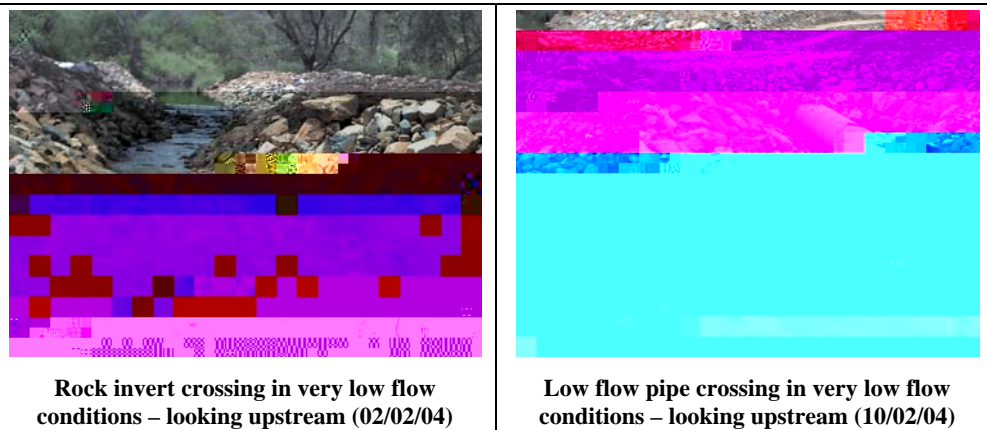 Rock invert crossing in very low flow
conditions – looking upstream (02/02/04)
Low flow pipe crossing in very low flow
conditions – looking upstream (10/02/04)